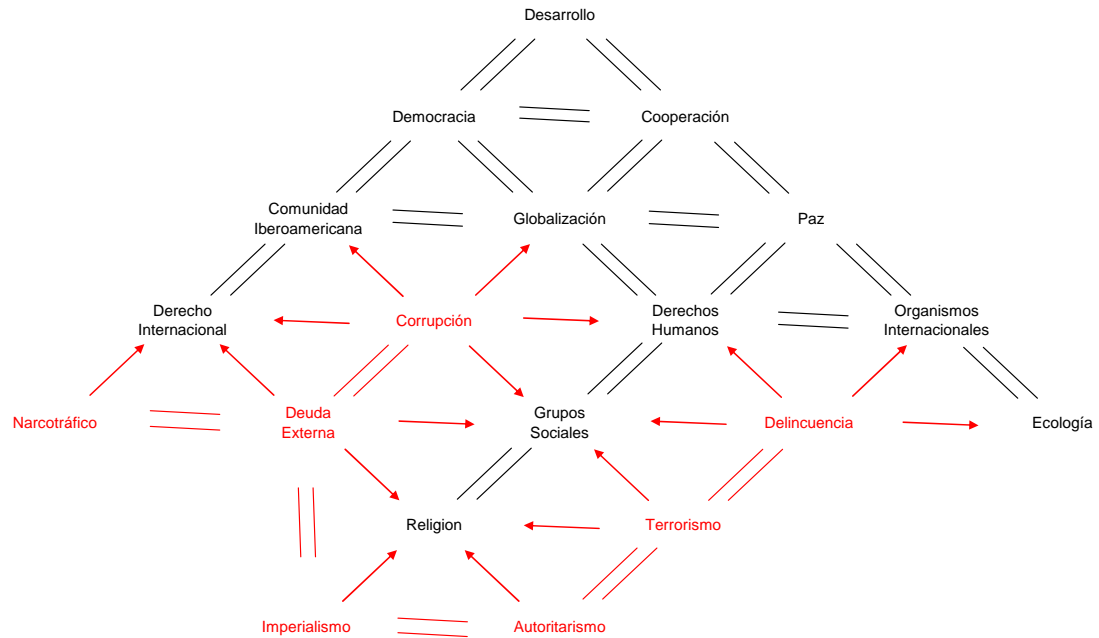 Desarrollo
Democracia
Cooperación
Comunidad
Iberoamericana
Globalización
Paz
Derecho
Internacional
Corrupción
Derechos
Humanos
Organismos
Internacionales
Narcotráfico
Deuda
Externa
Grupos
Sociales
Delincuencia
Ecología
Religion
Terrorismo
Imperialismo
Autoritarismo